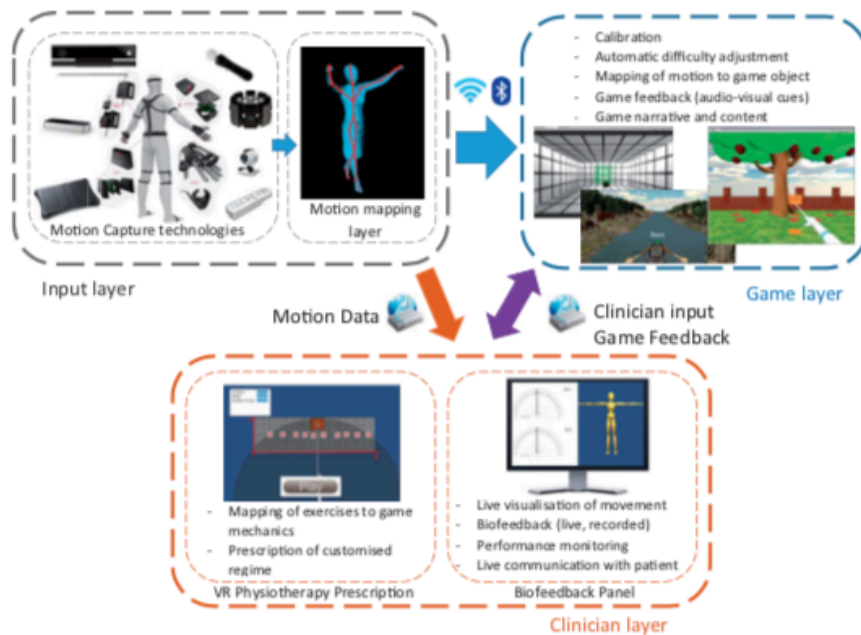 - Calibration
- Automatic difficulty adjustment
- Mapping of motion to game object
- Game feedback (audio-visual cues)
- Game narrative and content
Motion Capture technologies
Motion mapping
layer
Input layer
Game layer
Motion Data
Clinician input
Game Feedback
Play
- Mapping of exercises to game
mechanics
- Prescription of customised
regime
VR Physiotherapy Prescription
- Live visualisation of movement
- Biofeedback (live, recorded)
- Performance monitoring
- Live communication with patient
Biofeedback Panel
Clinician layer